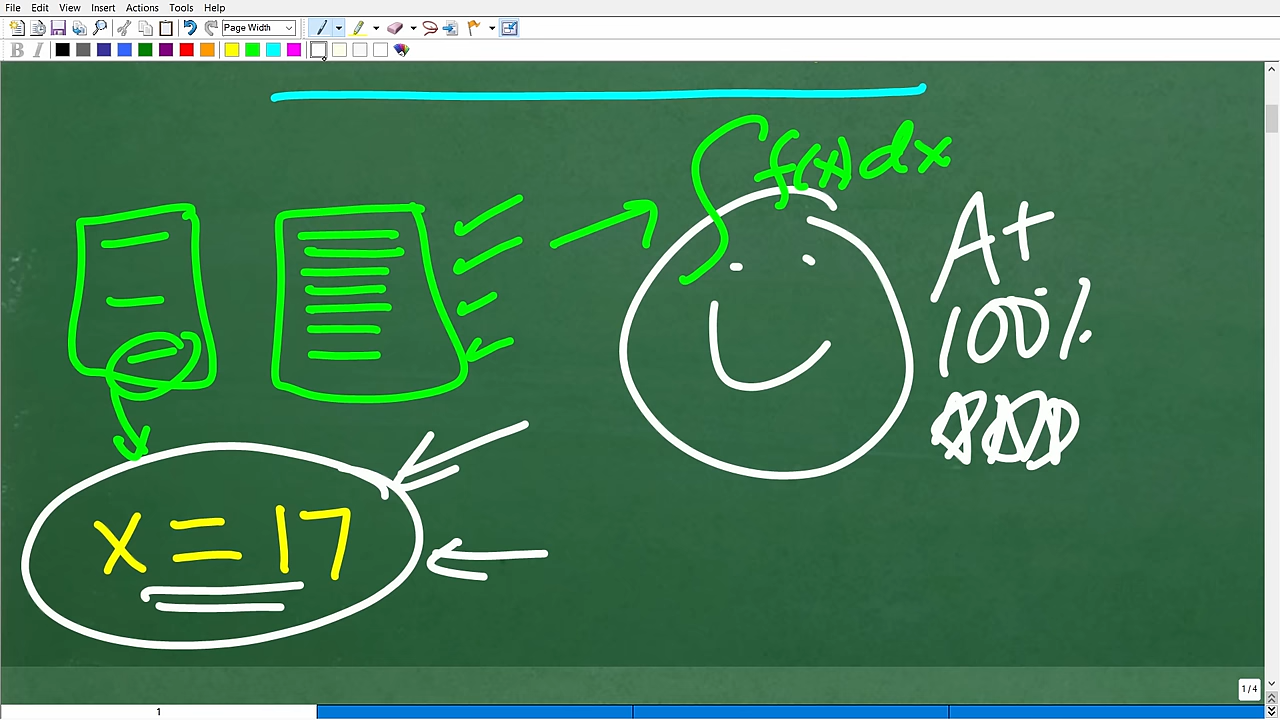 File Edit View Insert Actions Tools Help
Page Width
B I
∫f(x)dx
A+
100%
x = 17
1/4
1